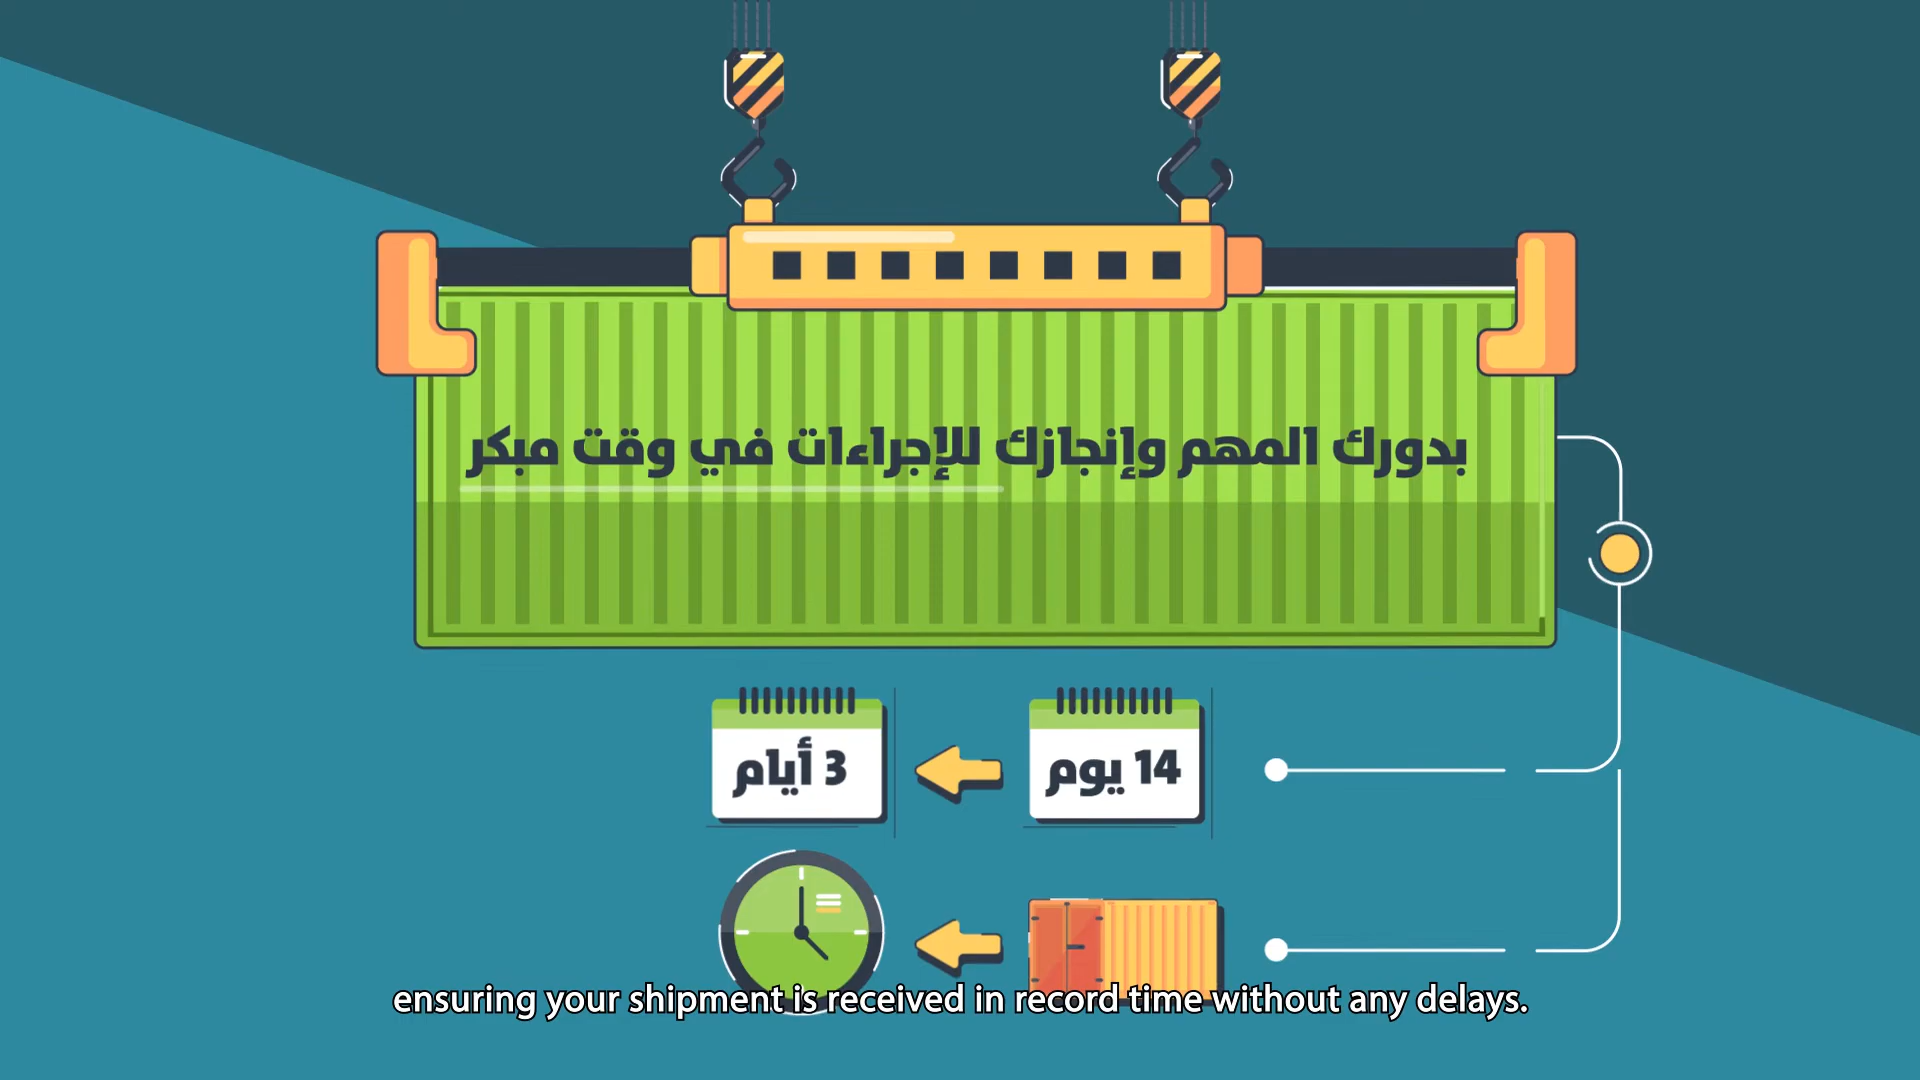 بدورك المهم وإنجازك للإجراءات في وقت مبكر
14 يوم
3 أيام
ensuring your shipment is received in record time without any delays.